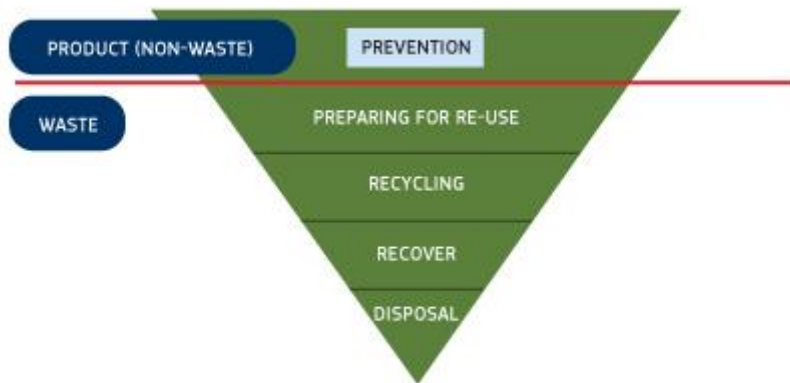 PRODUCT (NON-WASTE)
PREVENTION
WASTE
PREPARING FOR RE-USE
RECYCLING
RECOVER
DISPOSAL